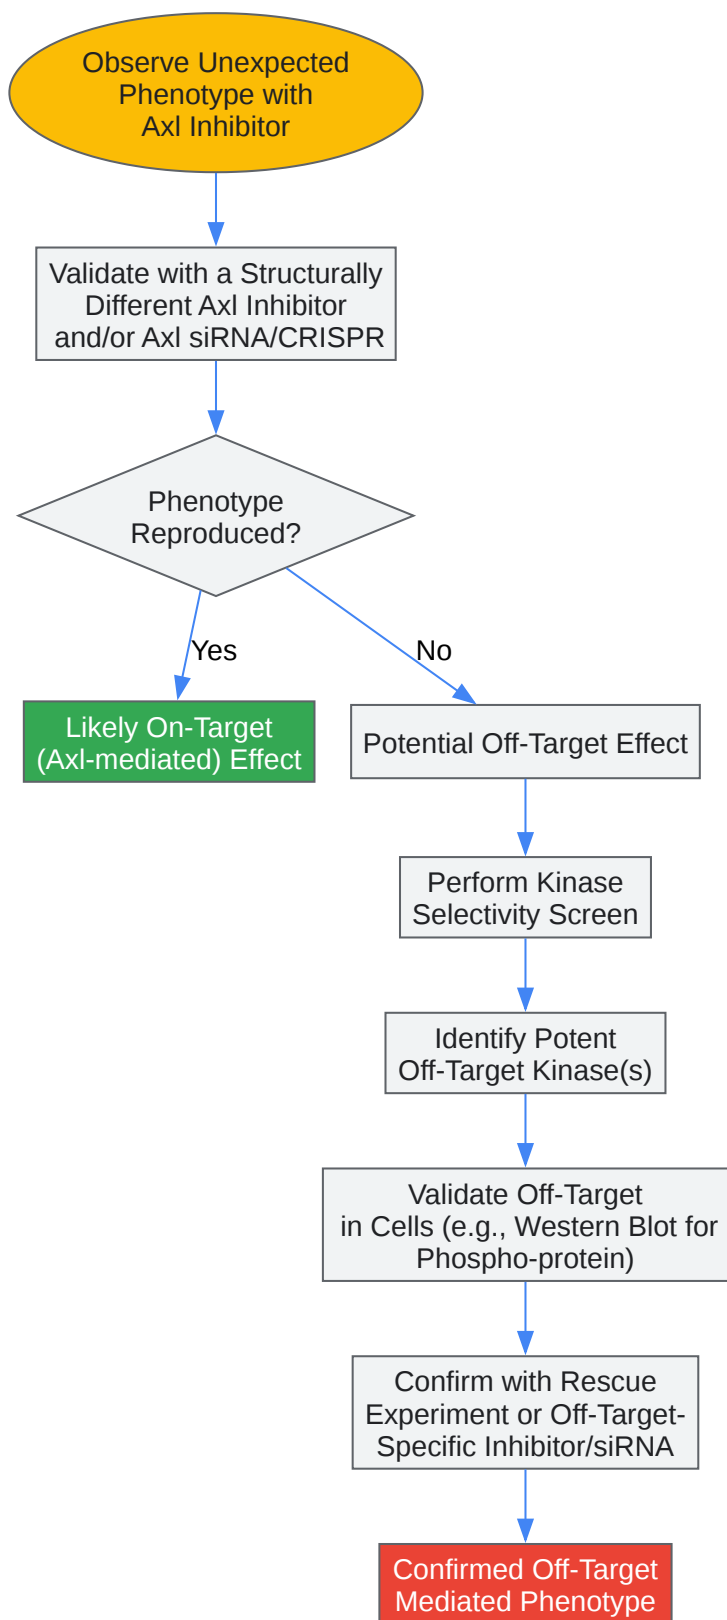 Observe Unexpected
Phenotype with
Axl Inhibitor
Validate with a Structurally
Different Axl Inhibitor
and/or Axl siRNA/CRISPR
Phenotype
Reproduced?
Yes
No
Likely On-Target
(Axl-mediated) Effect
Potential Off-Target Effect
Perform Kinase
Selectivity Screen
Identify Potent
Off-Target Kinase(s)
Validate Off-Target
in Cells (e.g., Western Blot for
Phospho-protein)
Confirm with Rescue
Experiment or Off-Target-
Specific Inhibitor/siRNA
Confirmed Off-Target
Mediated Phenotype